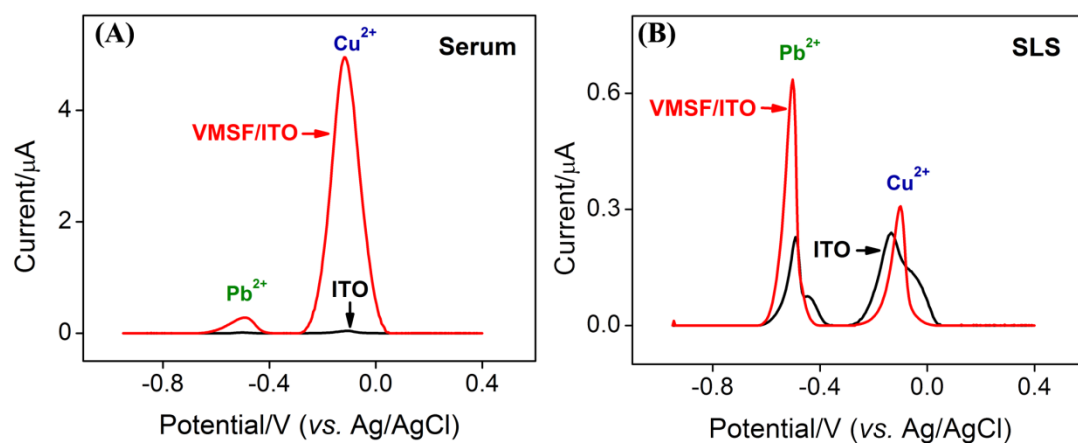 (A)
Serum
Cu²⁺
VMSF/ITO
Pb²⁺
ITO
4
2
0
-0.8
-0.4
0.0
0.4
Current/μA
Potential/V (vs. Ag/AgCl)
(B)
SLS
Pb²⁺
VMSF/ITO
Cu²⁺
ITO
0.6
0.3
0.0
-0.8
-0.4
0.0
0.4
Current/μA
Potential/V (vs. Ag/AgCl)